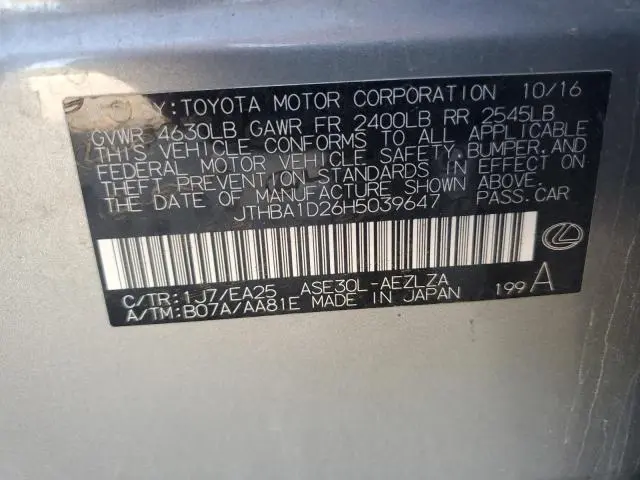 Y: TOYOTA MOTOR CORPORATION 10/16
GVWR 4630LB GAWR FR 2400LB RR 2545LB
THIS VEHICLE CONFORMS TO ALL APPLICABLE
FEDERAL MOTOR VEHICLE SAFETY, BUMPER, AND
THEFT PREVENTION STANDARDS IN EFFECT ON
THE DATE OF MANUFACTURE SHOWN ABOVE.
JTHBA1D26H5039647 PASS.CAR
C/TR: 1J7/EA25 ASE30L-AEZLZA
A/TM: B07A/AA81E MADE IN JAPAN 199 A